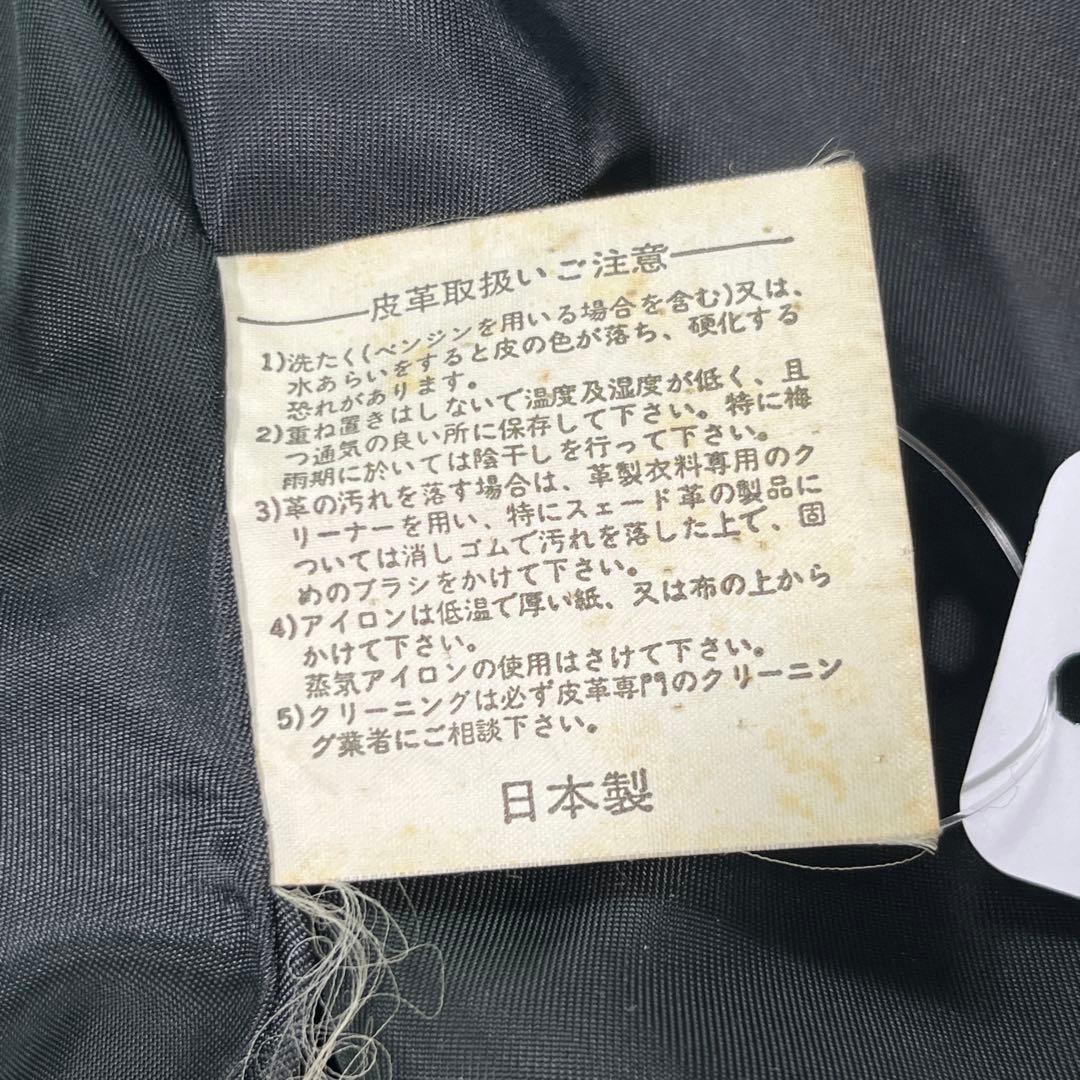 皮革取扱いご注意
1)洗たく(ベンジンを用いる場合を含む)又は、
水あらいをすると皮の色が落ち、硬化する
恐れがあります。
2)重ね置きはしないで温度及湿度が低く、且
つ通気の良い所に保存して下さい。特に梅
雨期に於いては陰干しを行って下さい。
3)革の汚れを落す場合は、革製衣料専用のク
リーナーを用い、特にスェード革の製品に
ついては消しゴムで汚れを落した上で、固
めのブラシをかけて下さい。
4)アイロンは低温で厚い紙、又は布の上から
かけて下さい。
蒸気アイロンの使用はさけて下さい。
5)クリーニングは必ず皮革専門のクリーニン
グ業者にご相談下さい。
日本製